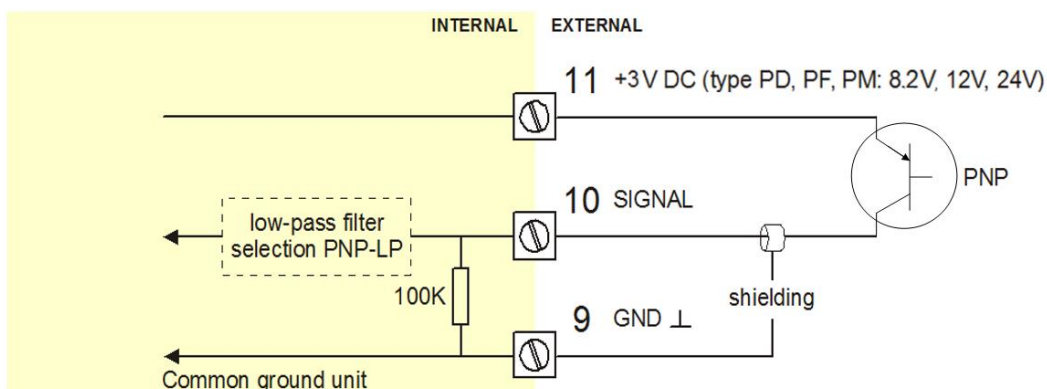 INTERNAL EXTERNAL
11 +3V DC (type PD, PF, PM: 8.2V, 12V, 24V)
PNP
10 SIGNAL
low-pass filter
selection PNP-LP
100K
shielding
9 GND ⊥
Common ground unit